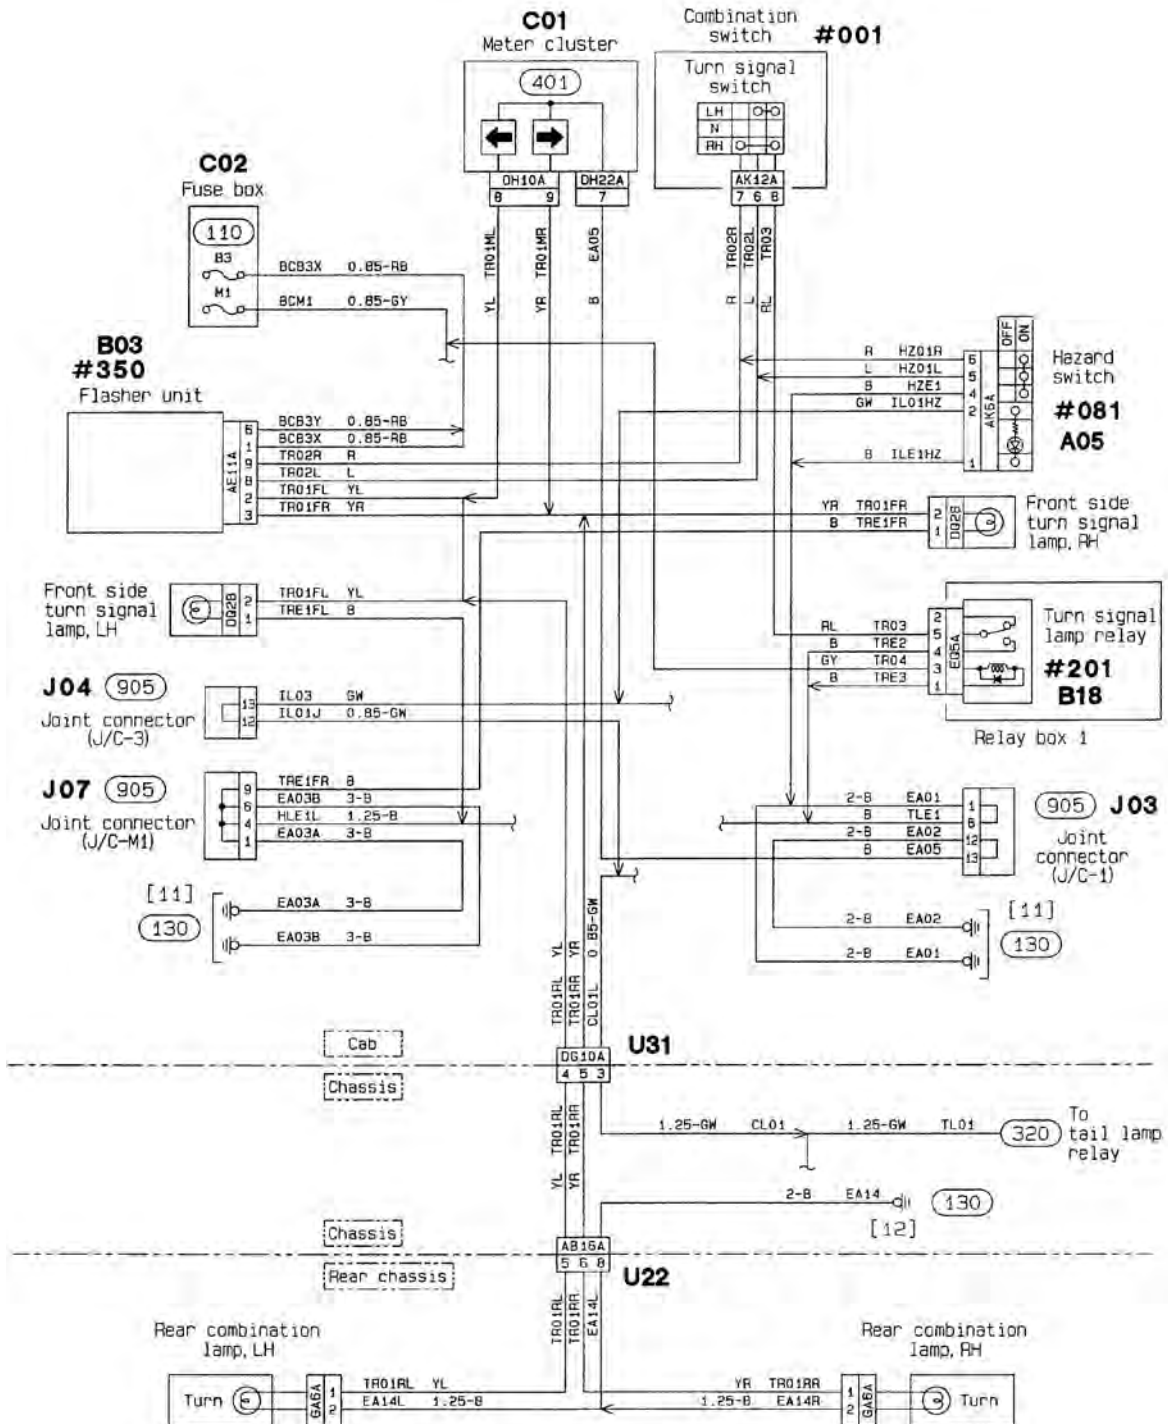 C01
Meter cluster
401
Combination
switch
#001
Turn signal
switch
LH
N
RH
C02
Fuse box
110
B3
M1
BCB3X 0.85-RB
BCM1 0.85-GY
DH10A
8 9
DH22A
7
AK12A
7 6 8
YL TR01ML
YR TR01MR
B EA05
R TR02R
L TR02L
RL TR03
B03
#350
Flasher unit
AE11A
6 BCB3Y 0.85-RB
1 BCB3X 0.85-RB
9 TR02R R
8 TR02L L
2 TR01FL YL
3 TR01FR YR
OFF
ON
R HZ01R 6
L HZ01L 5
B HZE1 4
GW IL01HZ 2
B ILE1HZ 1
AK6A
Hazard
switch
#081
A05
YR TR01FR 2
B TRE1FR 1
DQ2B
Front side
turn signal
lamp, RH
Front side
turn signal
lamp, LH
DQ2B
2 TR01FL YL
1 TRE1FL B
RL TR03
B TRE2
GY TR04
B TRE3
2
5
4
3
1
EQ5A
Turn signal
lamp relay
#201
B18
Relay box 1
J04 905
Joint connector
(J/C-3)
13 IL03 GW
12 IL01J 0.85-GW
J07 905
Joint connector
(J/C-M1)
9 TRE1FR B
6 EA03B 3-B
4 HLE1L 1.25-B
1 EA03A 3-B
[11]
130
EA03A 3-B
EA03B 3-B
2-B EA01 1
B TLE1 6
2-B EA02 12
B EA05 13
905 J03
Joint
connector
(J/C-1)
2-B EA02
2-B EA01
[11]
130
TR01RL YL
TR01RR YR
CL01L 0.85-GW
Cab
U31
DG10A
4 5 3
Chassis
YL TR01RL
YR TR01RR
1.25-GW CL01 1.25-GW TL01
320
To
tail lamp
relay
2-B EA14
130
[12]
Chassis
AB16A
5 6 8
U22
Rear chassis
TR01RL
TR01RR
EA14L
Rear combination
lamp, LH
Turn
GA6A
1 TR01RL YL
2 EA14L 1.25-B
Rear combination
lamp, RH
YR TR01RR 1
1.25-B EA14R 2
GA6A
Turn